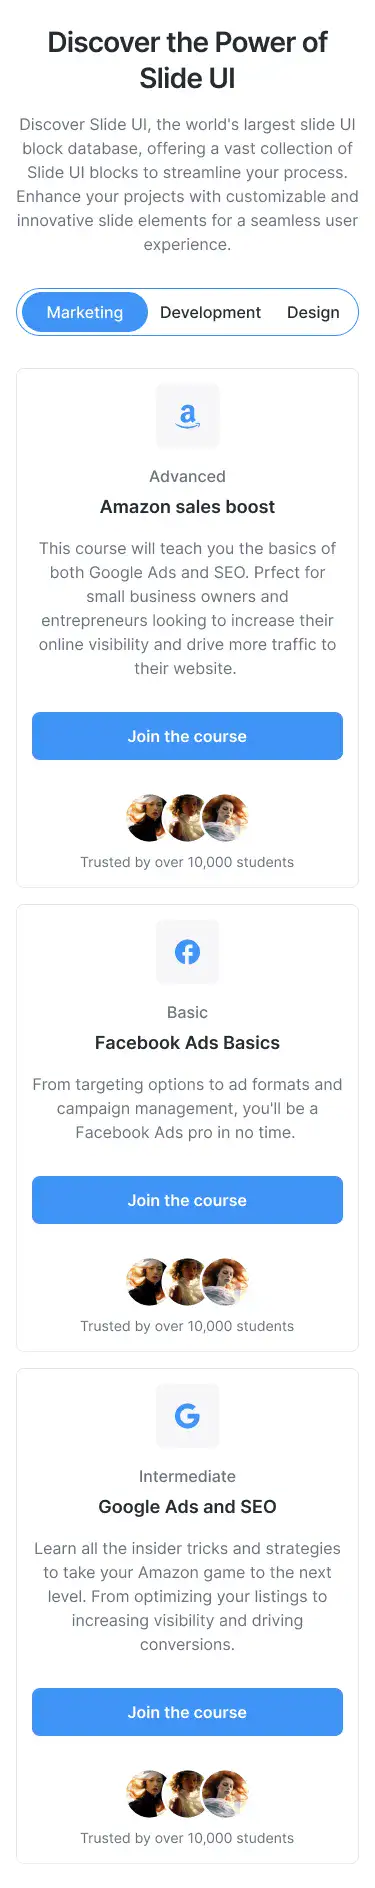 Discover the Power of
Slide UI
Discover Slide UI, the world's largest slide UI
block database, offering a vast collection of
Slide UI blocks to streamline your process.
Enhance your projects with customizable and
innovative slide elements for a seamless user
experience.
Marketing Development Design
Advanced
Amazon sales boost
This course will teach you the basics of
both Google Ads and SEO. Prfect for
small business owners and
entrepreneurs looking to increase their
online visibility and drive more traffic to
their website.
Join the course
Trusted by over 10,000 students
Basic
Facebook Ads Basics
From targeting options to ad formats and
campaign management, you'll be a
Facebook Ads pro in no time.
Join the course
Trusted by over 10,000 students
Intermediate
Google Ads and SEO
Learn all the insider tricks and strategies
to take your Amazon game to the next
level. From optimizing your listings to
increasing visibility and driving
conversions.
Join the course
Trusted by over 10,000 students